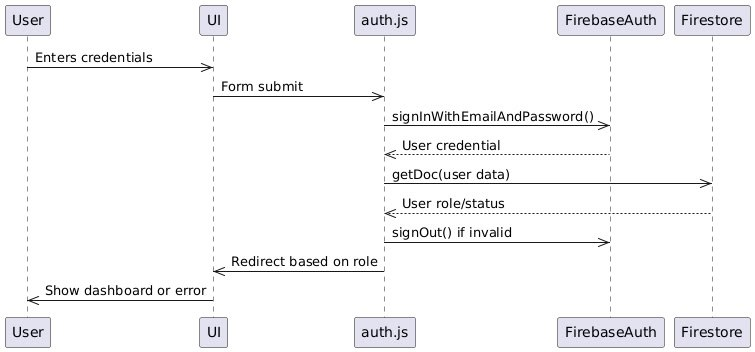 User UI auth.js FirebaseAuth Firestore
Enters credentials
Form submit
signInWithEmailAndPassword()
User credential
getDoc(user data)
User role/status
signOut() if invalid
Redirect based on role
Show dashboard or error
User UI auth.js FirebaseAuth Firestore